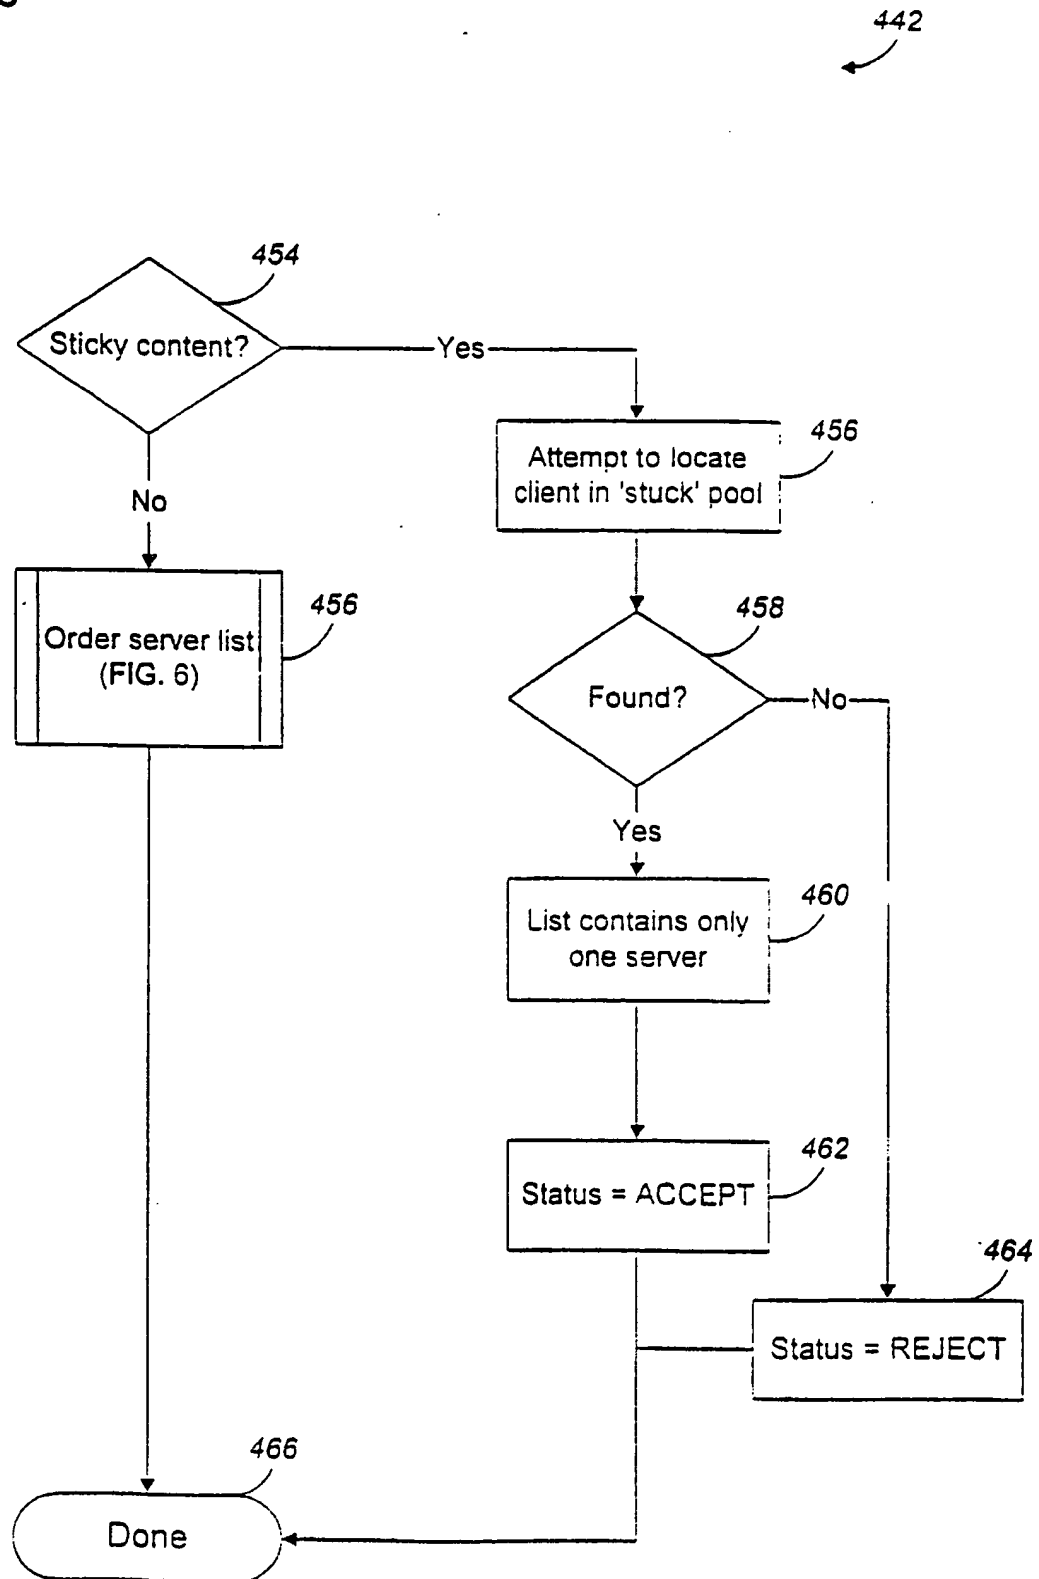 442
454
Sticky content?
Yes
456
Attempt to locate
client in 'stuck' pool
No
456
Order server list
(FIG. 6)
458
Found?
No
Yes
460
List contains only
one server
462
Status = ACCEPT
464
Status = REJECT
466
Done